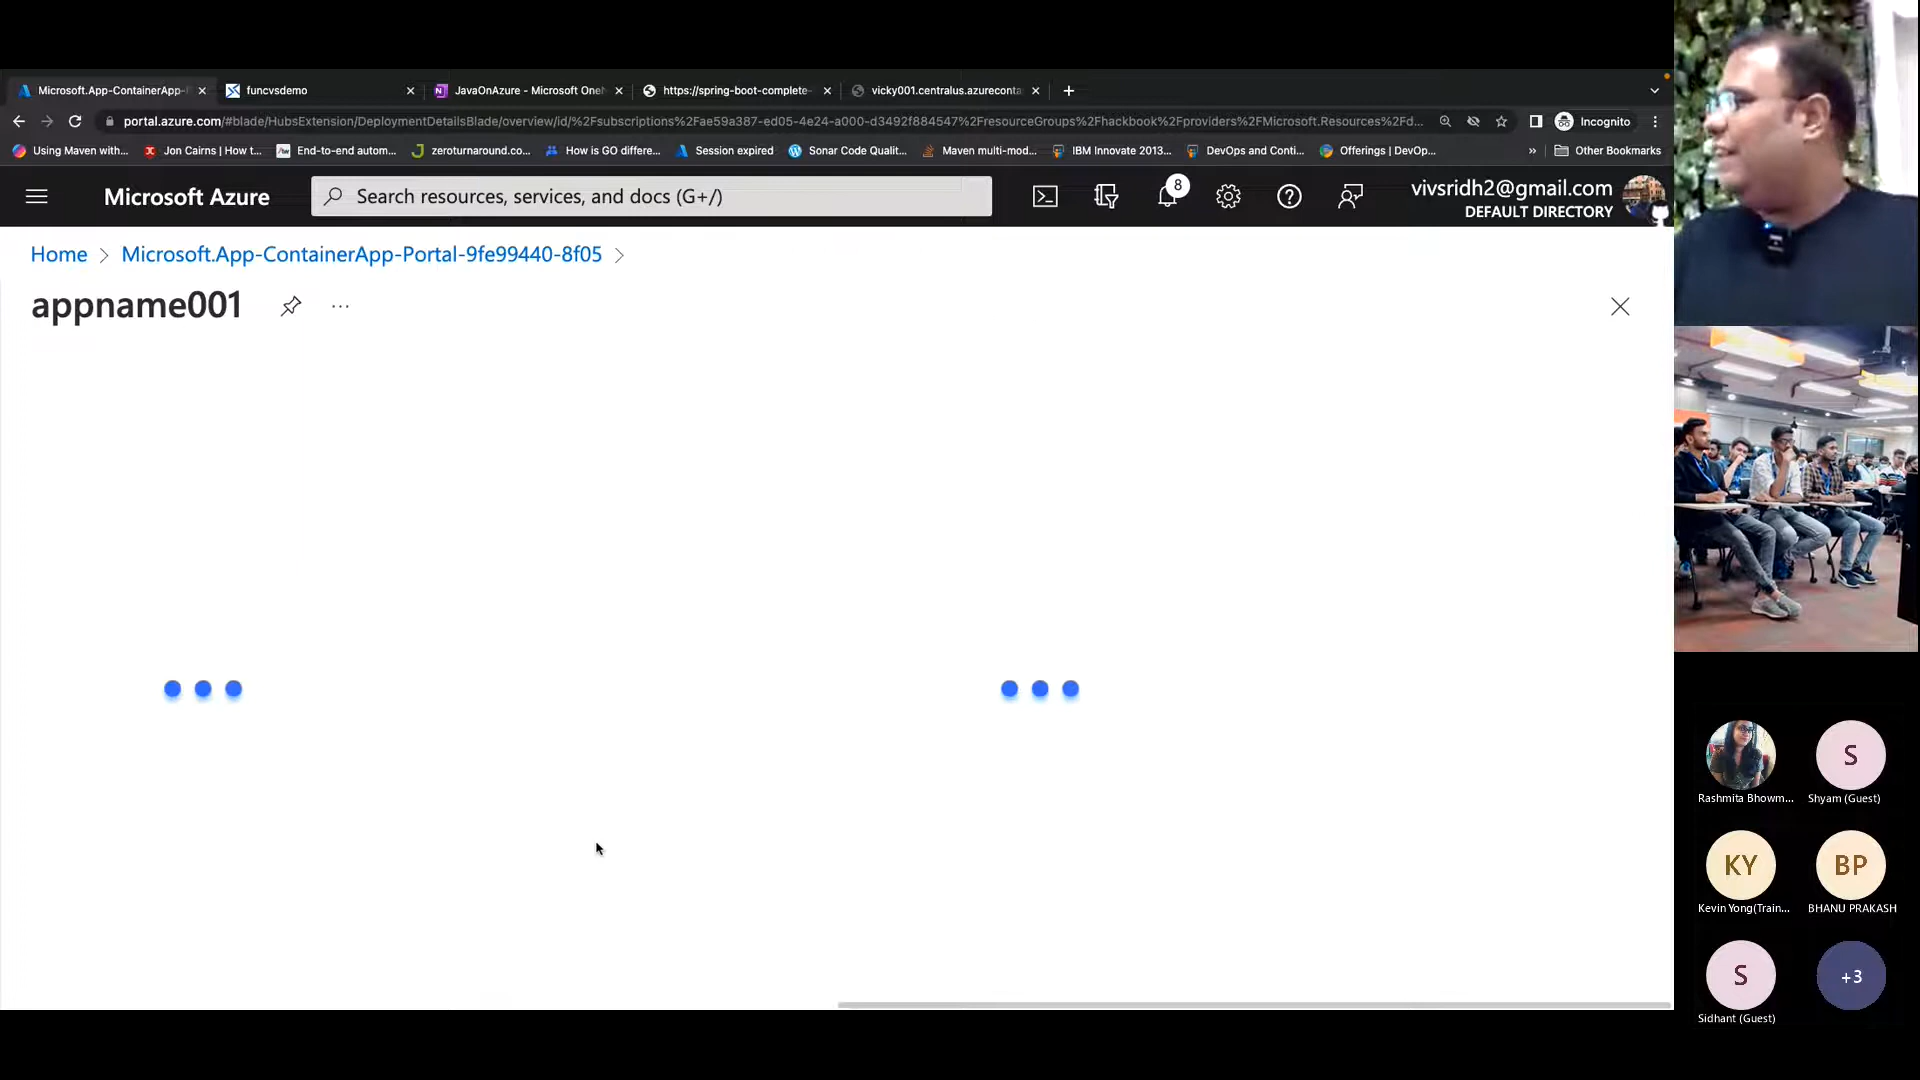 Microsoft.App-ContainerApp-
funcvsdemo
JavaOnAzure - Microsoft OneN
https://spring-boot-complete-
vicky001.centralus.azureconta
portal.azure.com/#blade/HubsExtension/DeploymentDetailsBlade/overview/id/%2Fsubscriptions%2Fae59a387-ed05-4e24-a000-d3492f884547%2FresourceGroups%2Fhackbook%2Fproviders%2FMicrosoft.Resources%2Fd...
Incognito
Using Maven with...
Jon Cairns | How t...
End-to-end autom...
zeroturnaround.co...
How is GO differe...
Session expired
Sonar Code Qualit...
Maven multi-mod...
IBM Innovate 2013...
DevOps and Conti...
Offerings | DevOp...
»
Other Bookmarks
Microsoft Azure
Search resources, services, and docs (G+/)
8
vivsridh2@gmail.com
DEFAULT DIRECTORY
Home > Microsoft.App-ContainerApp-Portal-9fe99440-8f05 >
appname001
Rashmita Bhowm...
S
Shyam (Guest)
KY
Kevin Yong(Train...
BP
BHANU PRAKASH
S
Sidhant (Guest)
+3